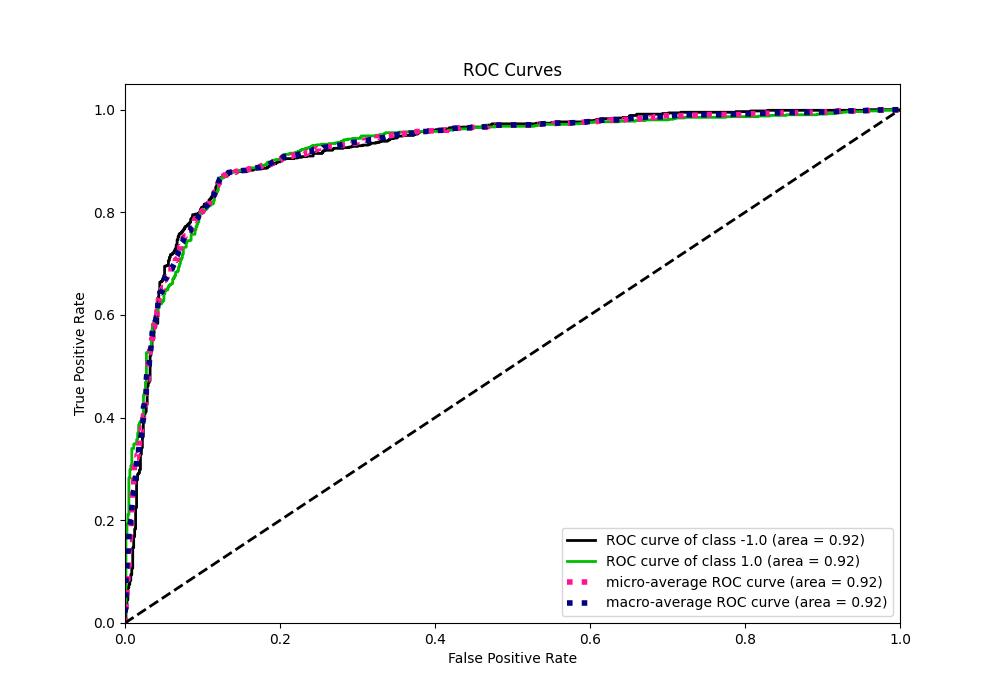 ROC Curves
True Positive Rate
1.0
0.8
0.6
0.4
0.2
0.0
ROC curve of class -1.0 (area = 0.92)
ROC curve of class 1.0 (area = 0.92)
micro-average ROC curve (area = 0.92)
macro-average ROC curve (area = 0.92)
0.0 0.2 0.4 0.6 0.8 1.0
False Positive Rate